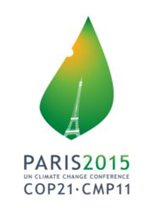 PARIS2015
UN CLIMATE CHANGE CONFERENCE
COP21·CMP11